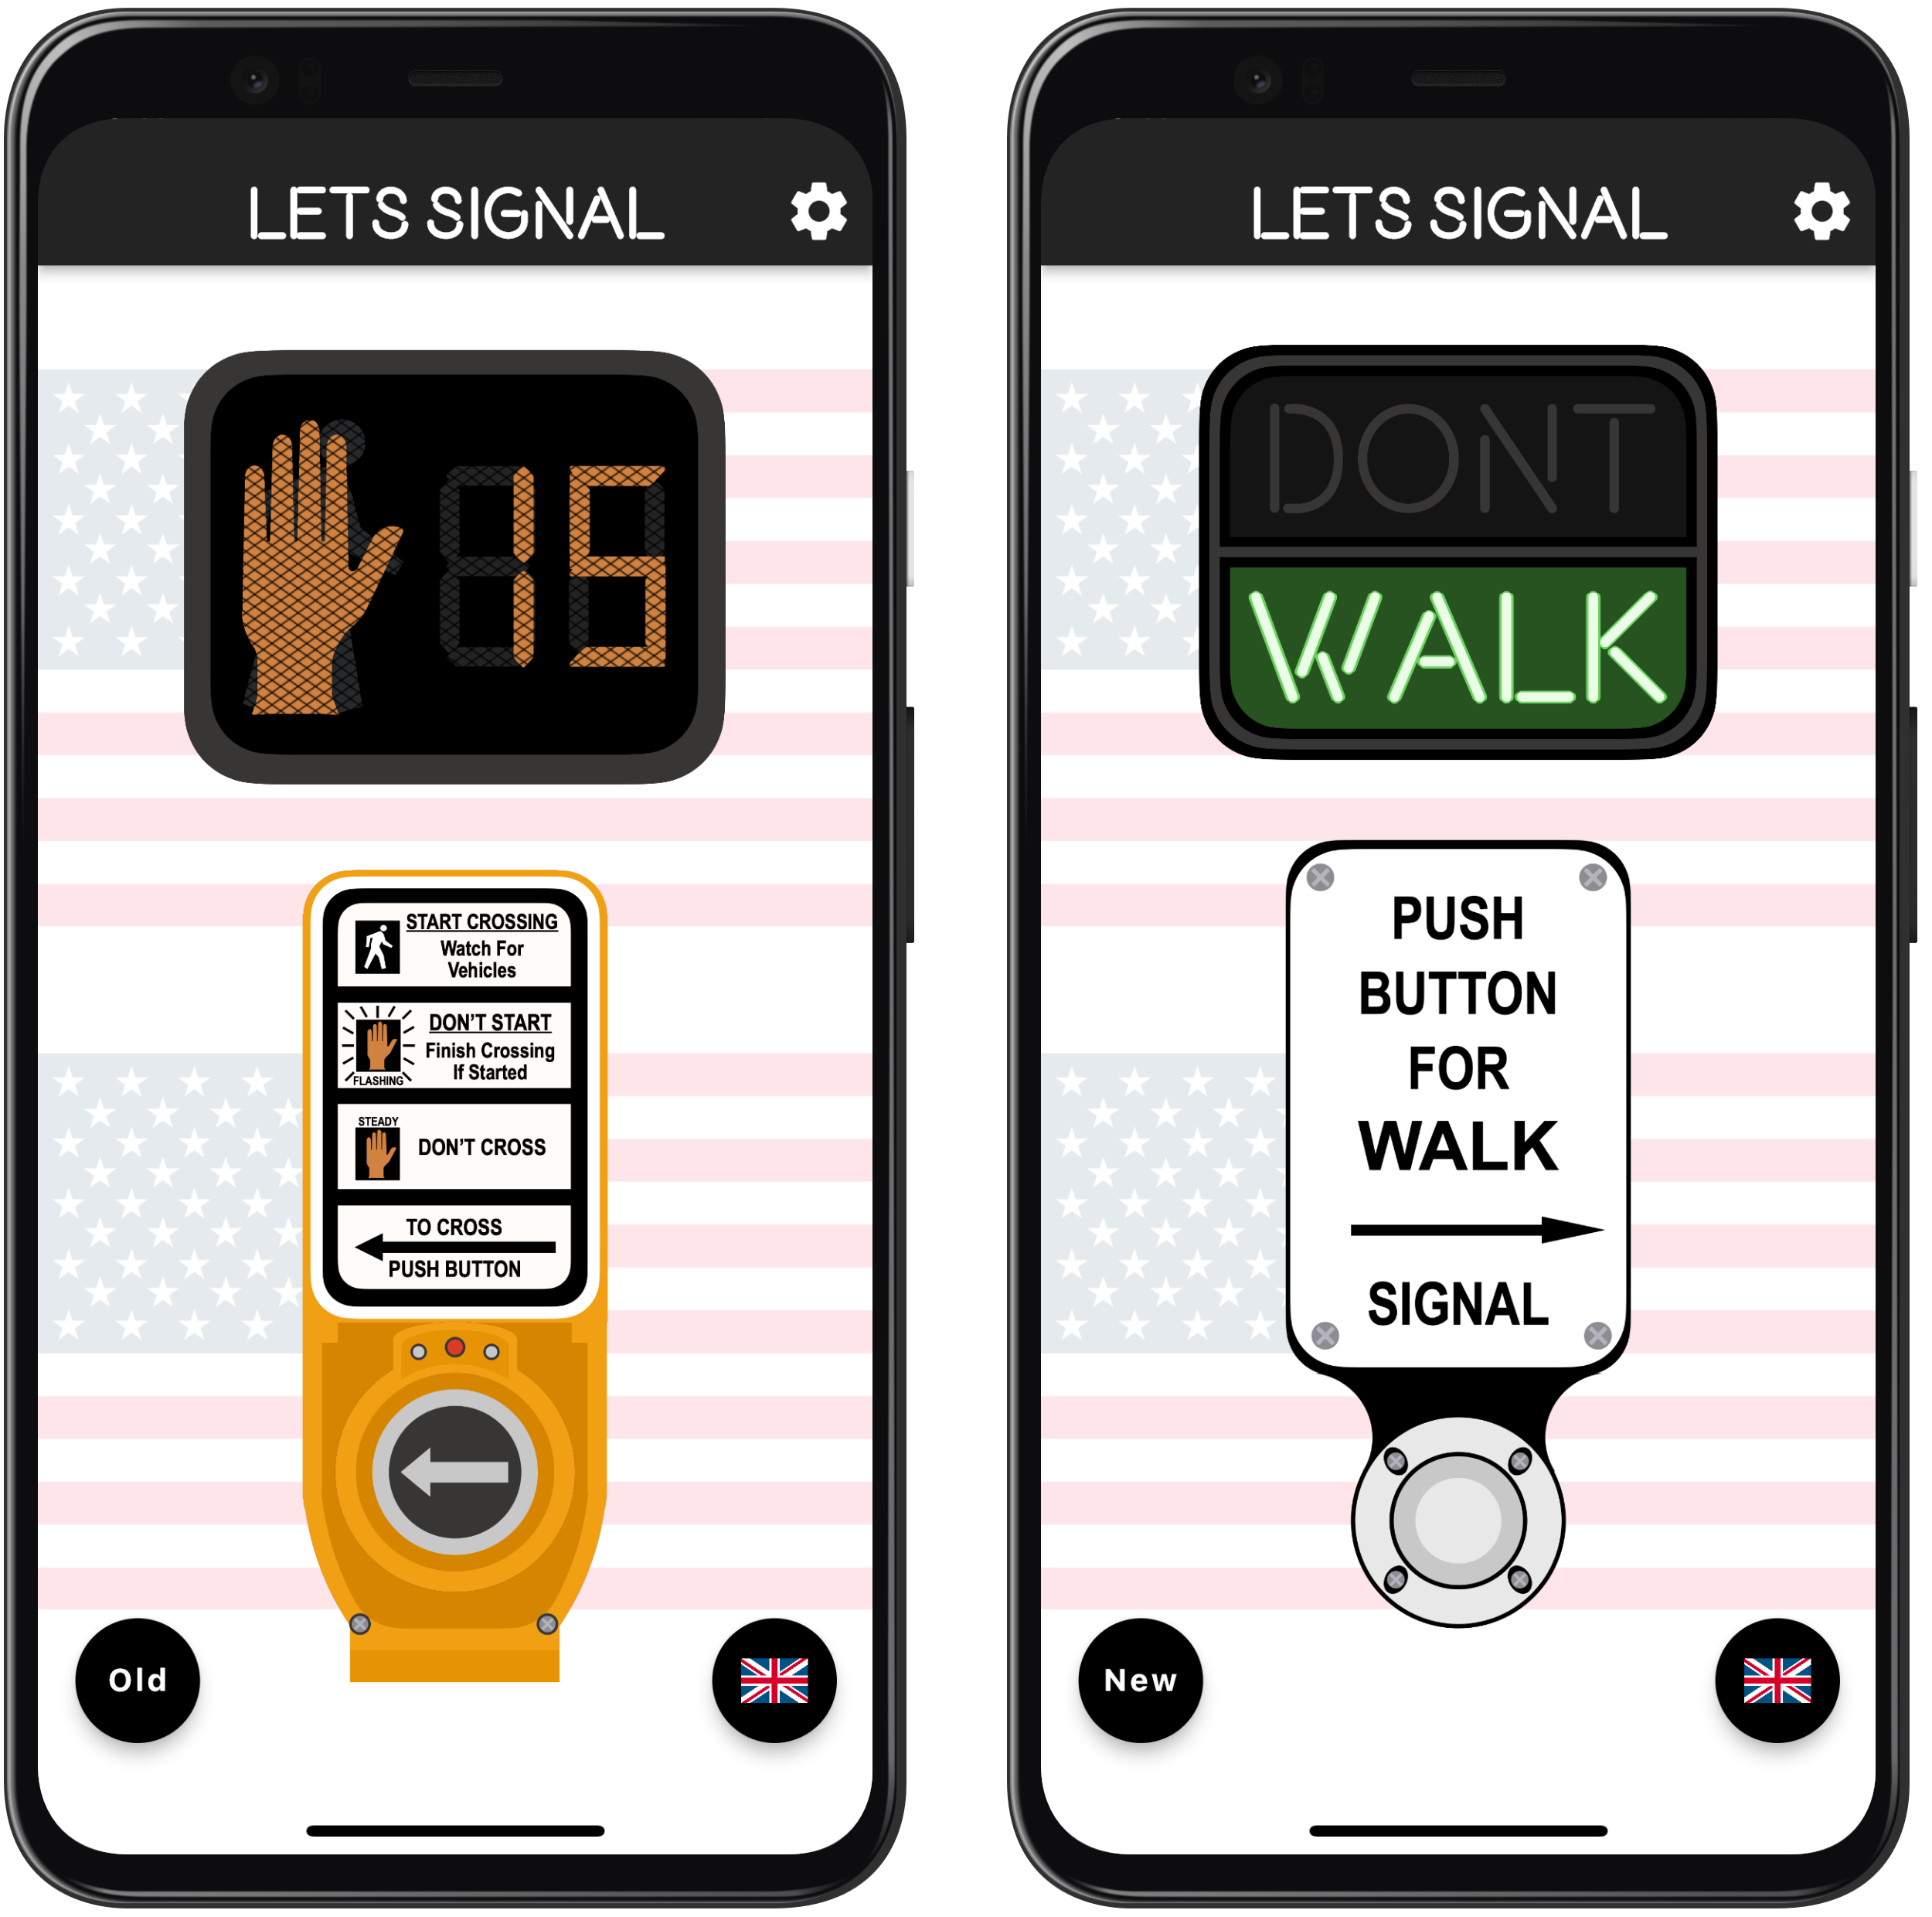 LETS SIGNAL
15
START CROSSING
Watch For
Vehicles
DON'T START
Finish Crossing
If Started
FLASHING
STEADY
DON'T CROSS
TO CROSS
PUSH BUTTON
Old
LETS SIGNAL
DONT
WALK
PUSH
BUTTON
FOR
WALK
SIGNAL
New